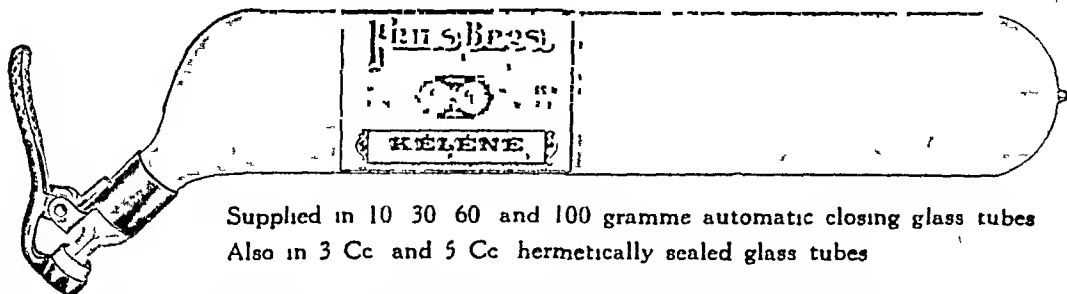 KÉLÈNE
Supplied in 10 30 60 and 100 gramme automatic closing glass tubes
Also in 3 Cc and 5 Cc hermetically sealed glass tubes